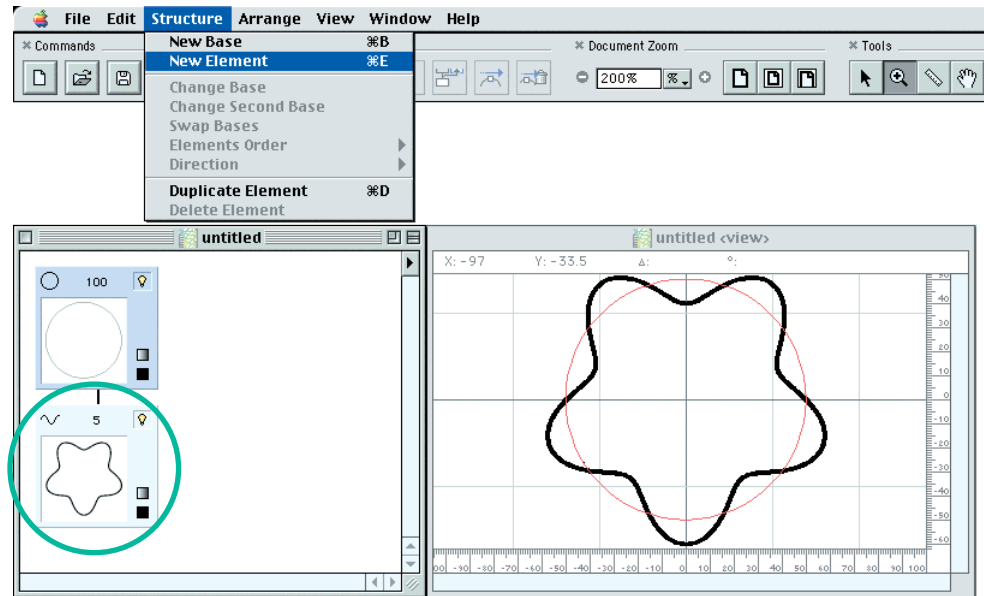 File Edit Structure Arrange View Window Help
Commands
Document Zoom
Tools
200%
%
New Base ⌘B
New Element ⌘E
Change Base
Change Second Base
Swap Bases
Elements Order
Direction
Duplicate Element ⌘D
Delete Element
untitled
untitled <view>
X: -97 Y: -33.5 Δ: °:
100
5
50
40
30
20
10
0
-10
-20
-30
-40
-50
-60
00 -90 -80 -70 -60 -50 -40 -30 -20 -10 0 10 20 30 40 50 60 70 80 90 100